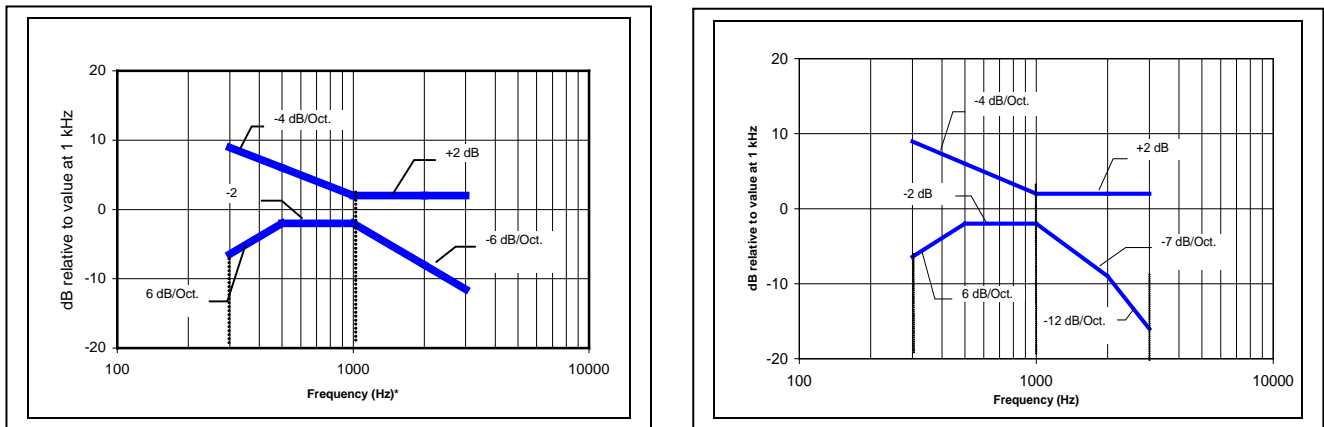 20
-4 dB/Oct.
10
+2 dB
-2
0
-6 dB/Oct.
-10
6 dB/Oct.
-20
100
1000
10000
dB relative to value at 1 kHz
Frequency (Hz)*
20
-4 dB/Oct.
10
+2 dB
-2 dB
0
-7 dB/Oct.
-10
6 dB/Oct.
-12 dB/Oct.
-20
100
1000
10000
dB relative to value at 1 kHz
Frequency (Hz)